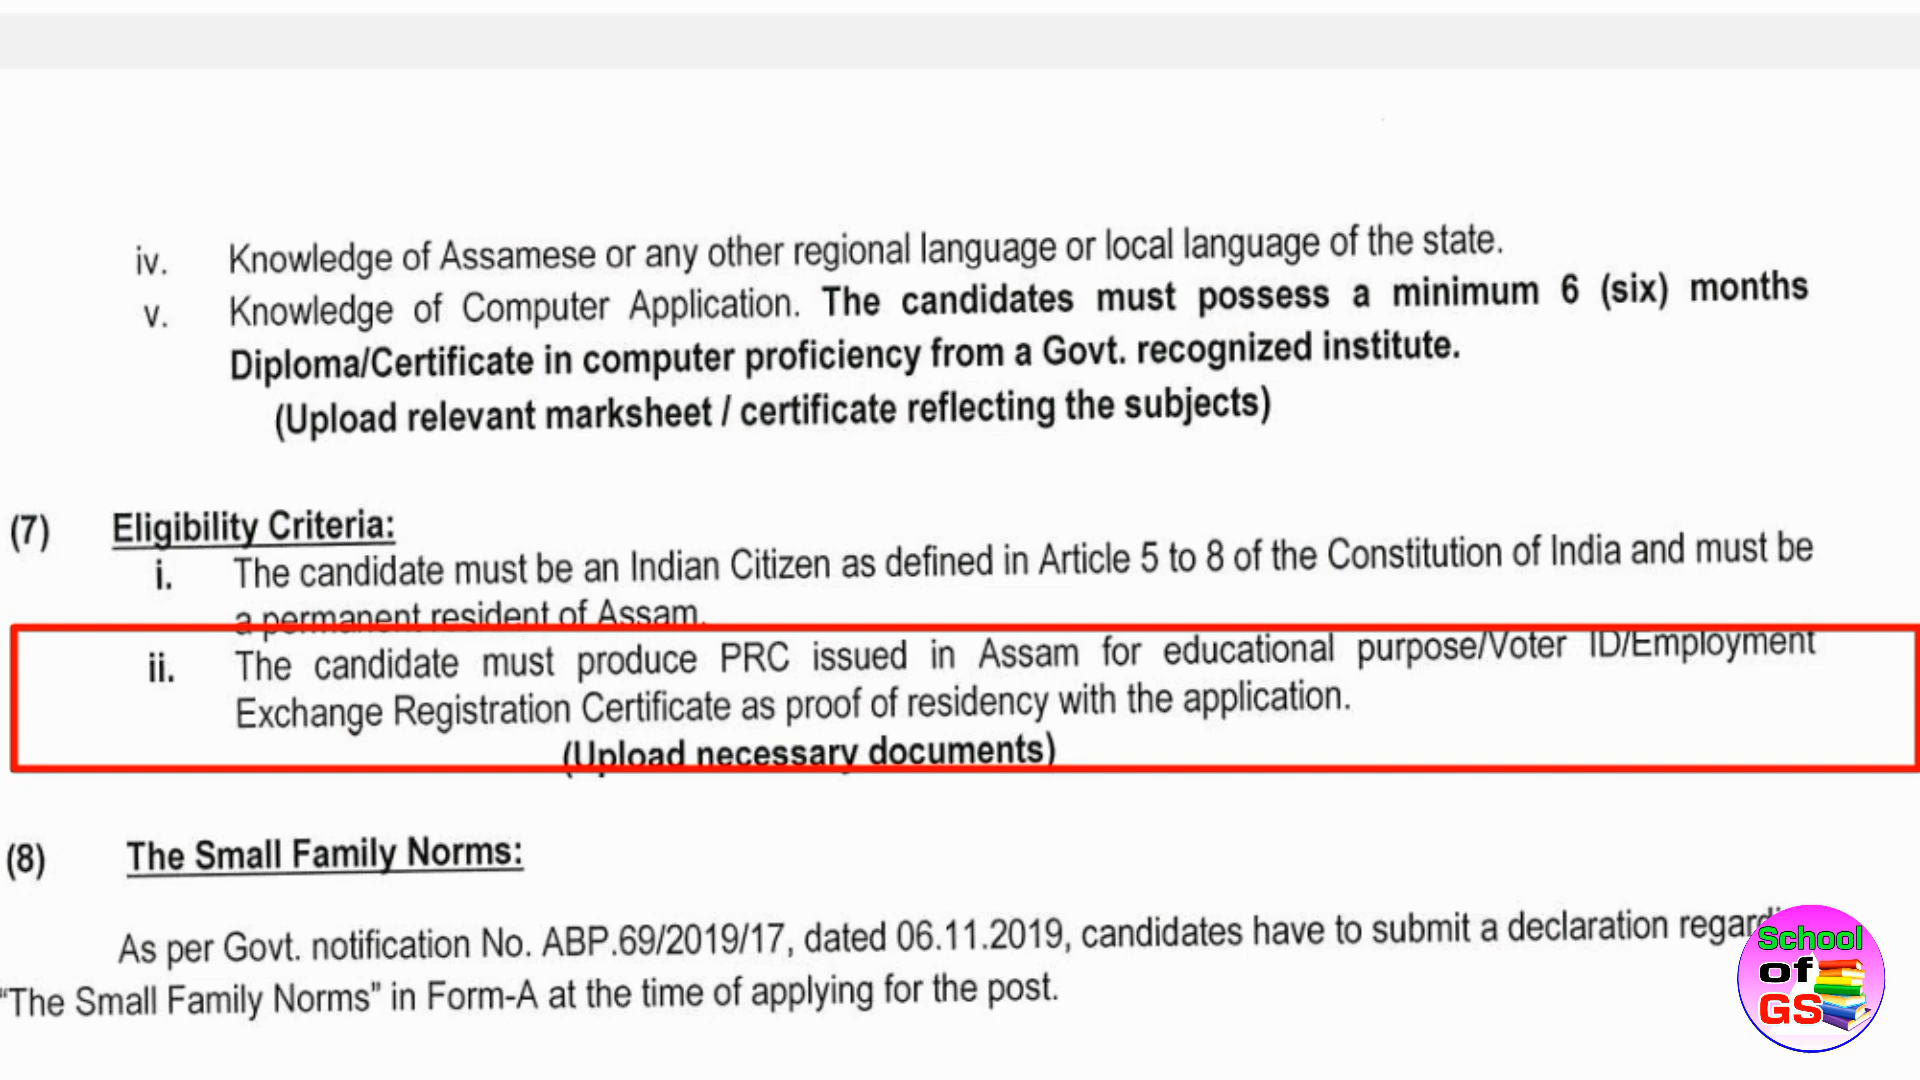 iv. Knowledge of Assamese or any other regional language or local language of the state.
v. Knowledge of Computer Application. The candidates must possess a minimum 6 (six) months
Diploma/Certificate in computer proficiency from a Govt. recognized institute.
(Upload relevant marksheet / certificate reflecting the subjects)
(7) Eligibility Criteria:
i. The candidate must be an Indian Citizen as defined in Article 5 to 8 of the Constitution of India and must be
a permanent resident of Assam.
ii. The candidate must produce PRC issued in Assam for educational purpose/Voter ID/Employment
Exchange Registration Certificate as proof of residency with the application.
(Upload necessary documents)
(8) The Small Family Norms:
As per Govt. notification No. ABP.69/2019/17, dated 06.11.2019, candidates have to submit a declaration
“The Small Family Norms” in Form-A at the time of applying for the post.
School
of
GS